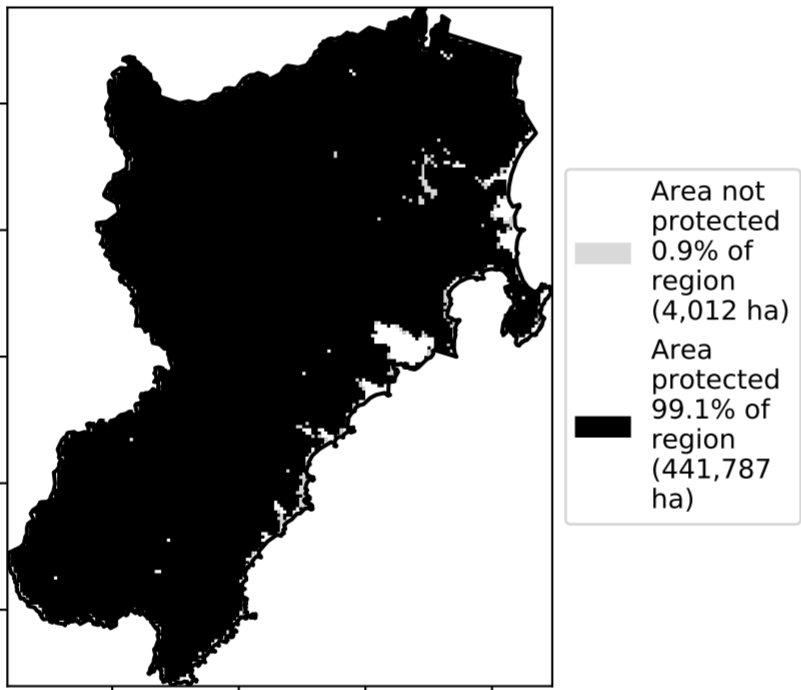 Area not
protected
0.9% of
region
(4,012 ha)
Area
protected
99.1% of
region
(441,787
ha)